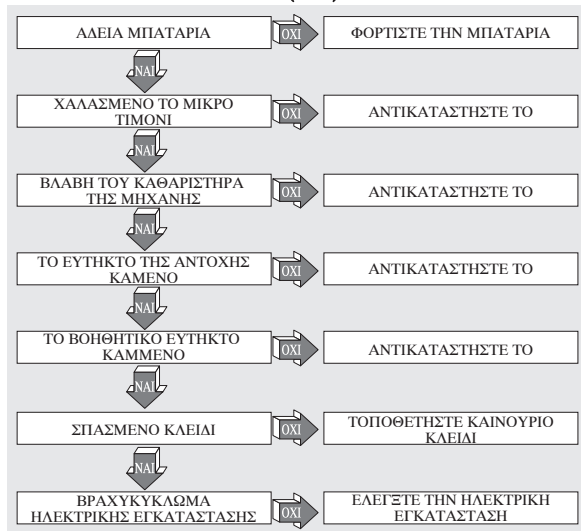 ΑΔΕΙΑ ΜΠΑΤΑΡΙΑ
ΟΧΙ
ΦΟΡΤΙΣΤΕ ΤΗΝ ΜΠΑΤΑΡΙΑ
ΝΑΙ
ΧΑΛΑΣΜΕΝΟ ΤΟ ΜΙΚΡΟ
ΤΙΜΟΝΙ
ΟΧΙ
ΑΝΤΙΚΑΤΑΣΤΗΣΤΕ ΤΟ
ΝΑΙ
ΒΛΑΒΗ ΤΟΥ ΚΑΘΑΡΙΣΤΗΡΑ
ΤΗΣ ΜΗΧΑΝΗΣ
ΟΧΙ
ΑΝΤΙΚΑΤΑΣΤΗΣΤΕ ΤΟ
ΝΑΙ
ΤΟ ΕΥΤΗΚΤΟ ΤΗΣ ΑΝΤΟΧΗΣ
ΚΑΜΕΝΟ
ΟΧΙ
ΑΝΤΙΚΑΤΑΣΤΗΣΤΕ ΤΟ
ΝΑΙ
ΤΟ ΒΟΗΘΗΤΙΚΟ ΕΥΤΗΚΤΟ
ΚΑΜΜΕΝΟ
ΟΧΙ
ΑΝΤΙΚΑΤΑΣΤΗΣΤΕ ΤΟ
ΝΑΙ
ΣΠΑΣΜΕΝΟ ΚΛΕΙΔΙ
ΟΧΙ
ΤΟΠΟΘΕΤΗΣΤΕ ΚΑΙΝΟΥΡΙΟ
ΚΛΕΙΔΙ
ΝΑΙ
ΒΡΑΧΥΚΥΚΛΩΜΑ
ΗΛΕΚΤΡΙΚΗΣ ΕΓΚΑΤΑΣΤΑΣΗΣ
ΟΧΙ
ΕΛΕΓΞΤΕ ΤΗΝ ΗΛΕΚΤΡΙΚΗ
ΕΓΚΑΤΑΣΤΑΣΗ